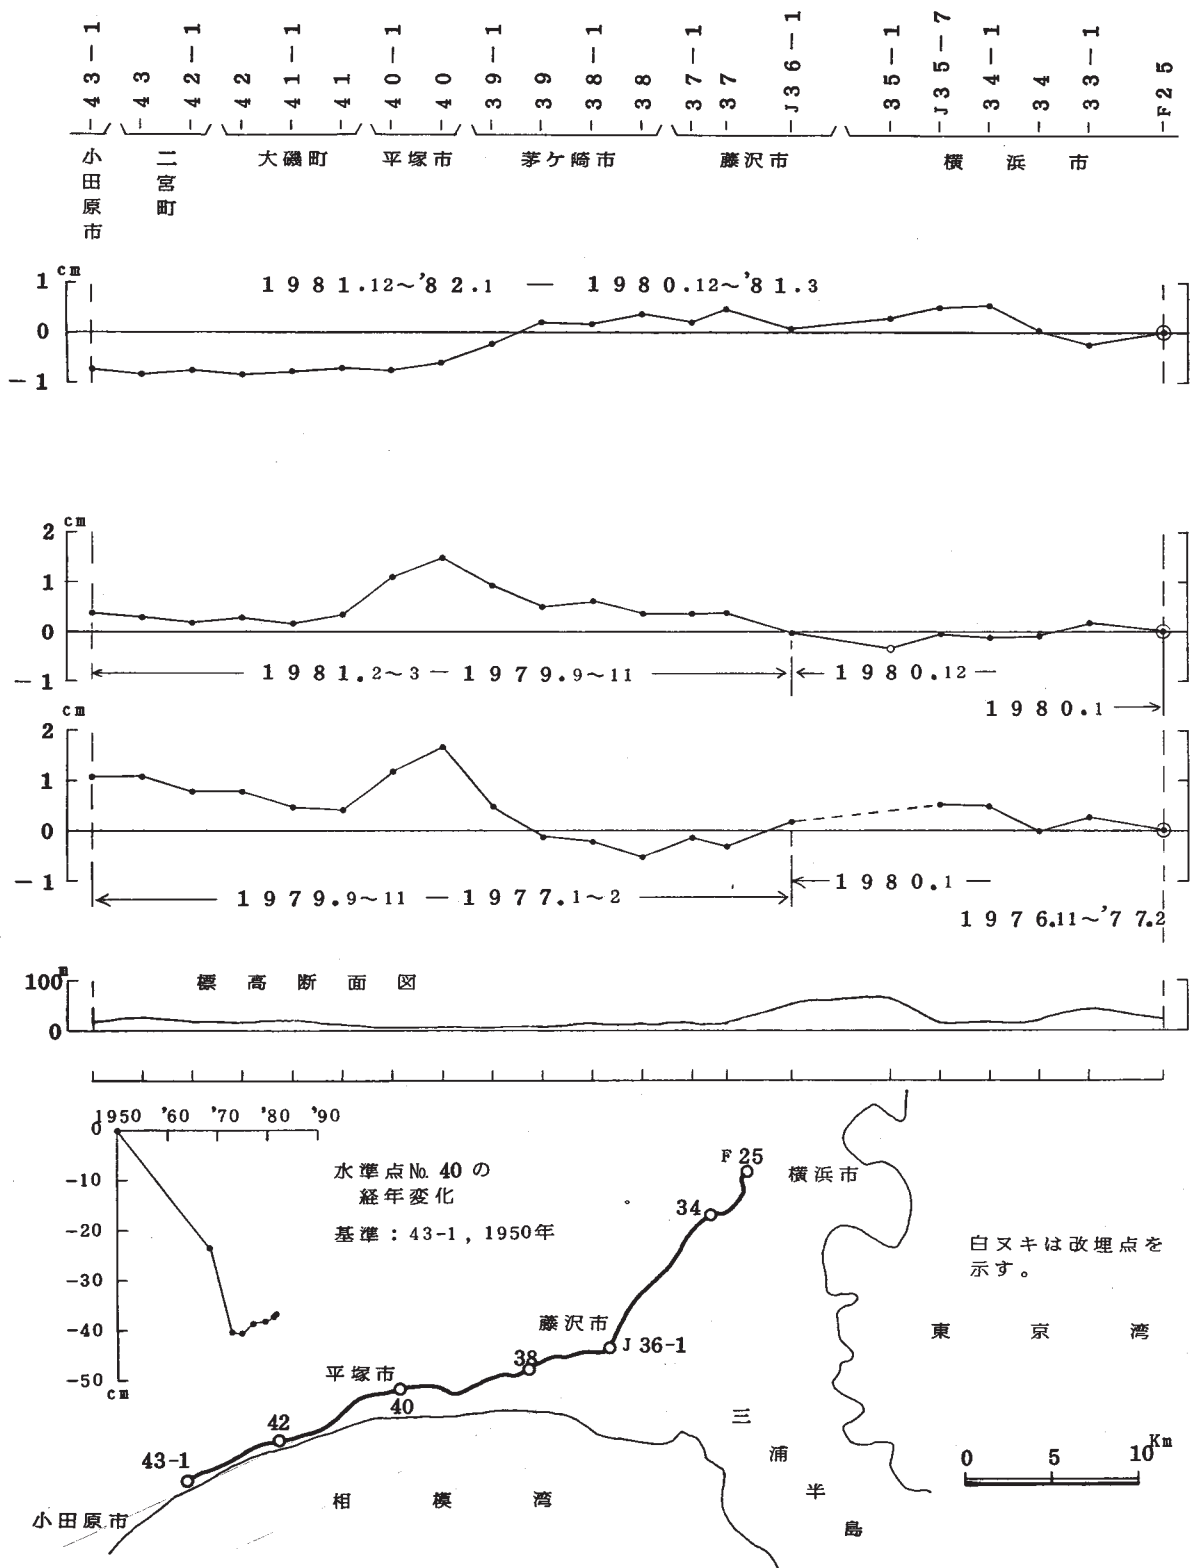 43-1
43
42-1
42
41-1
41
40-1
40
39-1
39
38-1
38
37-1
37
J36-1
35-1
J35-7
34-1
34
33-1
F25
小田原市
二宮町
大磯町
平塚市
茅ケ崎市
藤沢市
横浜市
cm
1
0
-1
1981.12~'82.1 — 1980.12~'81.3
cm
2
1
0
-1
1981.2~3 — 1979.9~11
1980.12—
1980.1
cm
2
1
0
-1
1979.9~11 — 1977.1~2
1980.1—
1976.11~'77.2
m
100
0
標高断面図
1950 '60 '70 '80 '90
0
-10
-20
-30
-40
-50
cm
水準点№40の
経年変化
基準:43-1,1950年
F25
横浜市
34
白ヌキは改埋点を
示す。
東京湾
藤沢市
J36-1
38
平塚市
40
42
43-1
小田原市
相模湾
三浦半島
0 5 10Km